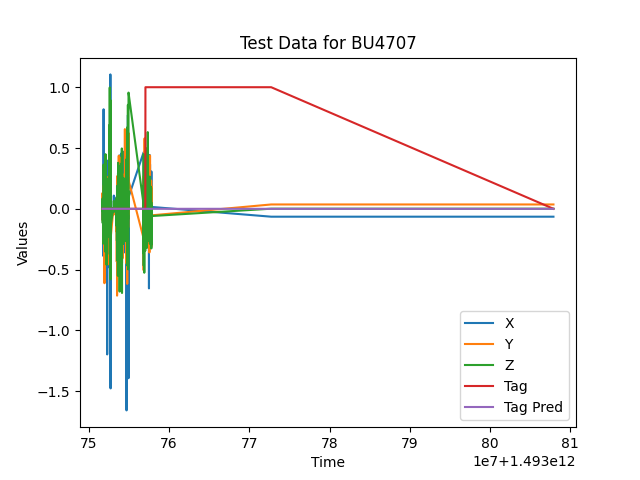 Test Data for BU4707
Values
1.0
0.5
0.0
−0.5
−1.0
−1.5
X
Y
Z
Tag
Tag Pred
75
76
77
78
79
80
81
Time
1e7+1.493e12